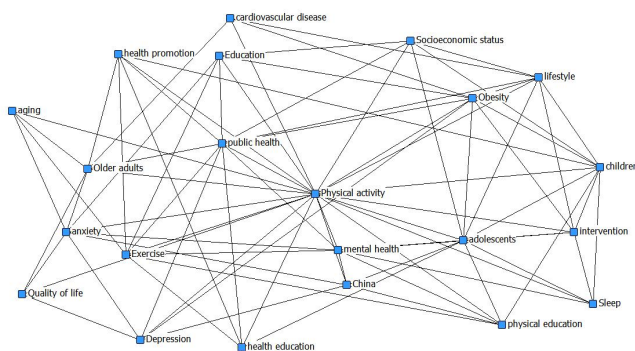 cardiovascular disease
Socioeconomic status
health promotion
Education
lifestyle
Obesity
aging
public health
Older adults
children
Physical activity
anxiety
Exercise
mental health
adolescents
intervention
China
Quality of life
Sleep
physical education
Depression
health education